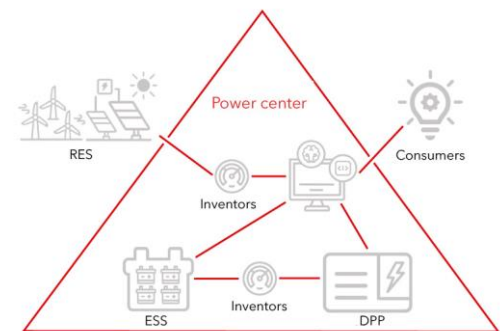 Power center
RES
Consumers
Inventors
Inventors
ESS
DPP